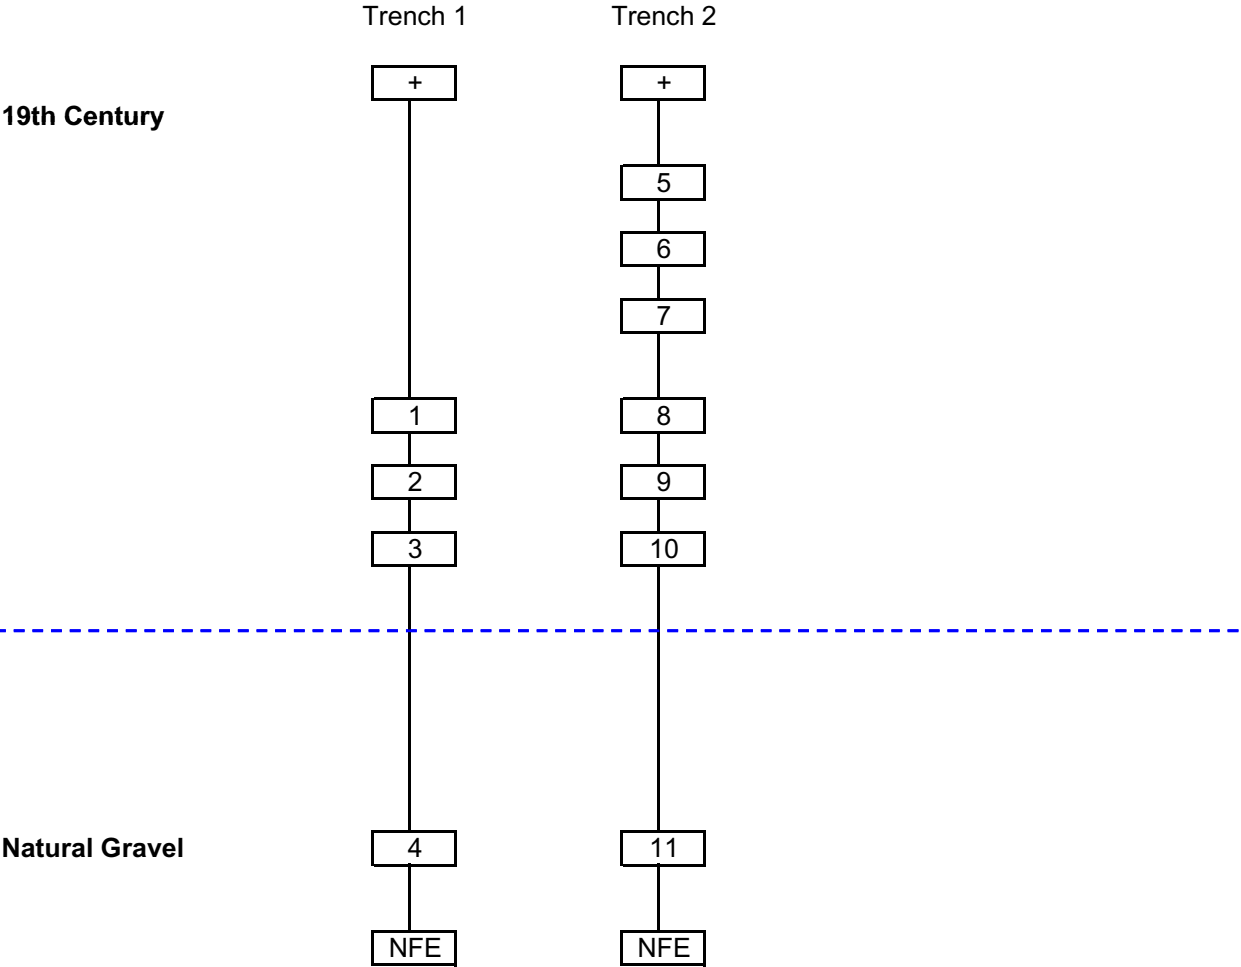 Trench 1 Trench 2
+ +
19th Century
5
6
7
1 8
2 9
3 10
Natural Gravel 4 11
NFE NFE